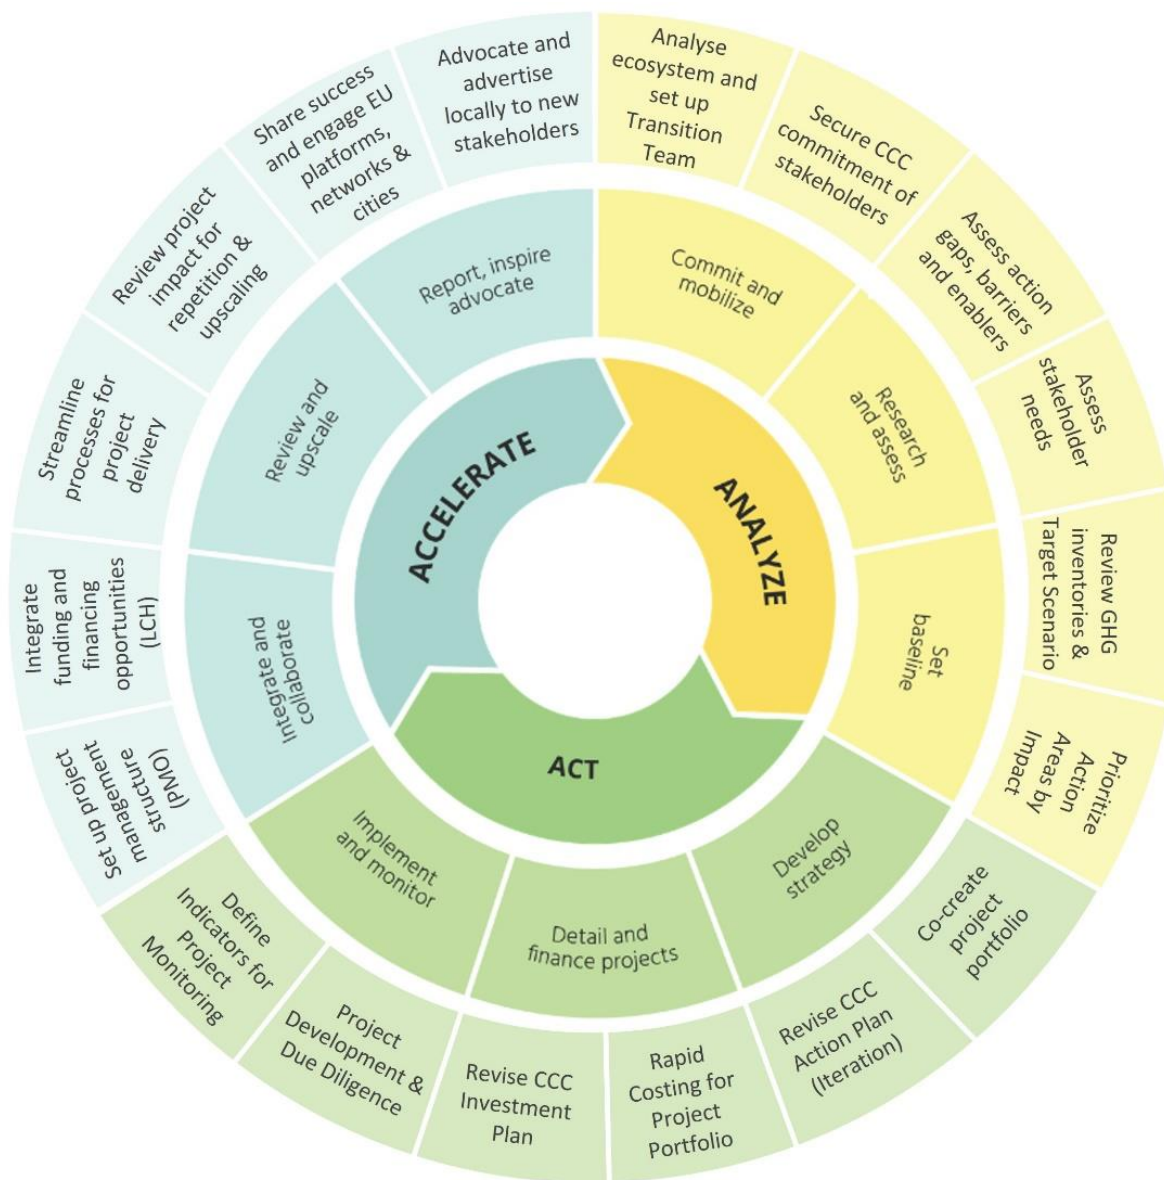 Analyse
ecosystem and
set up
Transition
Team
Secure CCC
commitment of
stakeholders
Assess action
gaps, barriers
and enablers
Assess
stakeholder
needs
Review GHG
inventories &
Target Scenario
Prioritize
Action
Areas by
Impact
Co-create
project
portfolio
Revise CCC
Action Plan
(Iteration)
Rapid
Costing for
Project
Portfolio
Revise CCC
Investment
Plan
Project
Development &
Due Diligence
Define
Indicators for
Project
Monitoring
Set up project
management
structure
(PMO)
Integrate
funding and
financing
opportunities
(LCH)
Streamline
processes for
project
delivery
Review project
impact for
repetition &
upscaling
Share success
and engage EU
platforms,
networks &
cities
Advocate and
advertise
locally to new
stakeholders
Commit and
mobilize
Research
and assess
Set
baseline
Develop
strategy
Detail and
finance projects
Implement
and monitor
Integrate and
collaborate
Review and
upscale
Report, inspire
advocate
ANALYZE
ACT
ACCELERATE